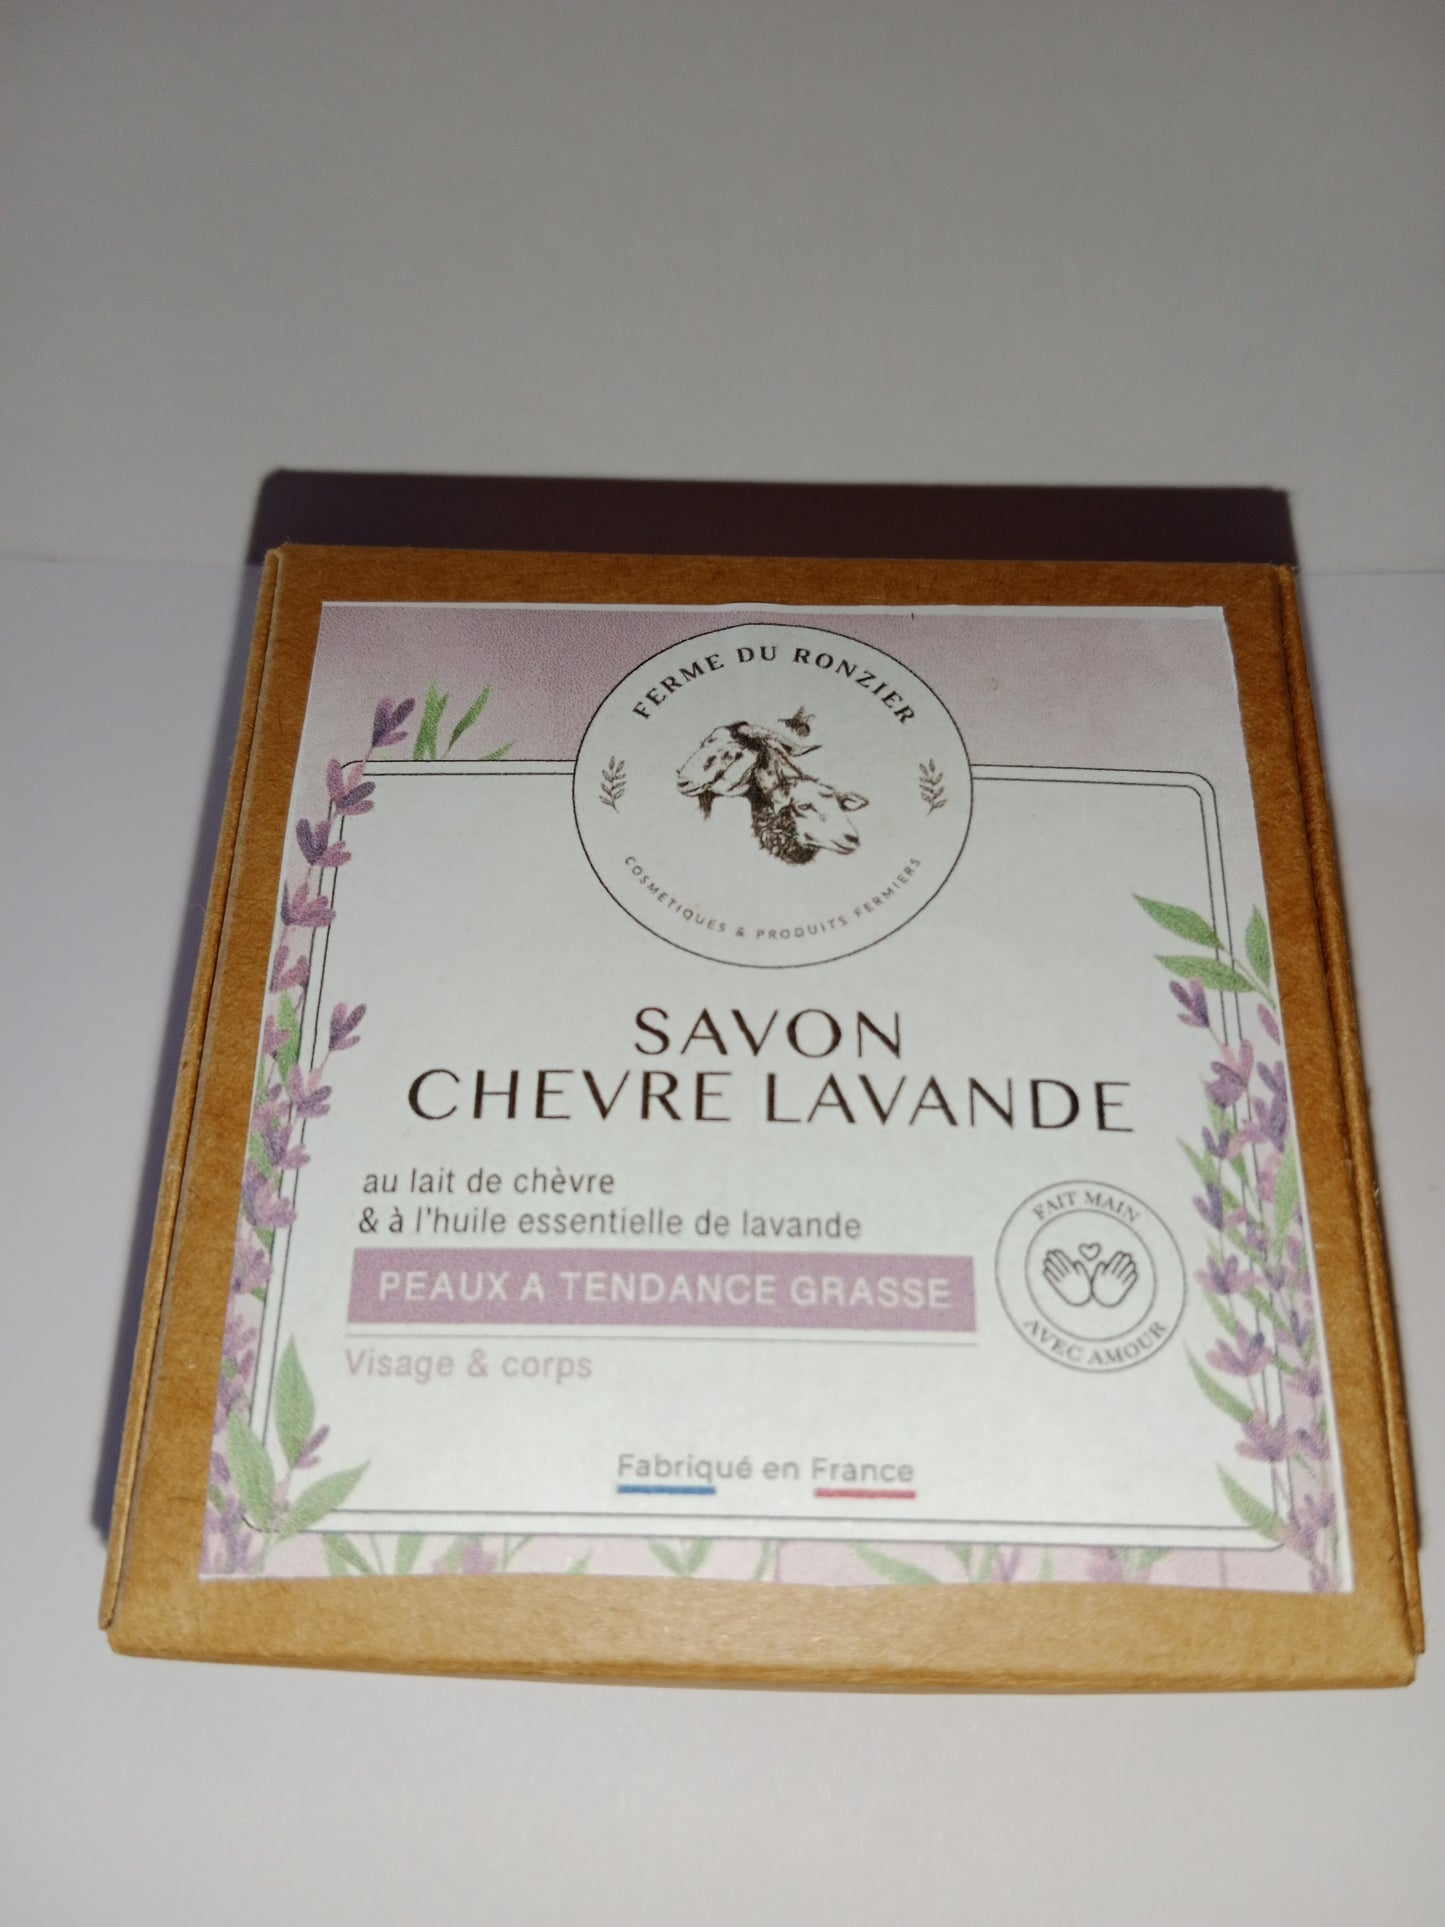 FERME DU RONZIER
COSMETIQUES & PRODUITS FERMIERS
SAVON
CHEVRE LAVANDE
au lait de chèvre
& à l'huile essentielle de lavande
PEAUX A TENDANCE GRASSE
Visage & corps
FAIT MAIN
AVEC AMOUR
Fabriqué en France